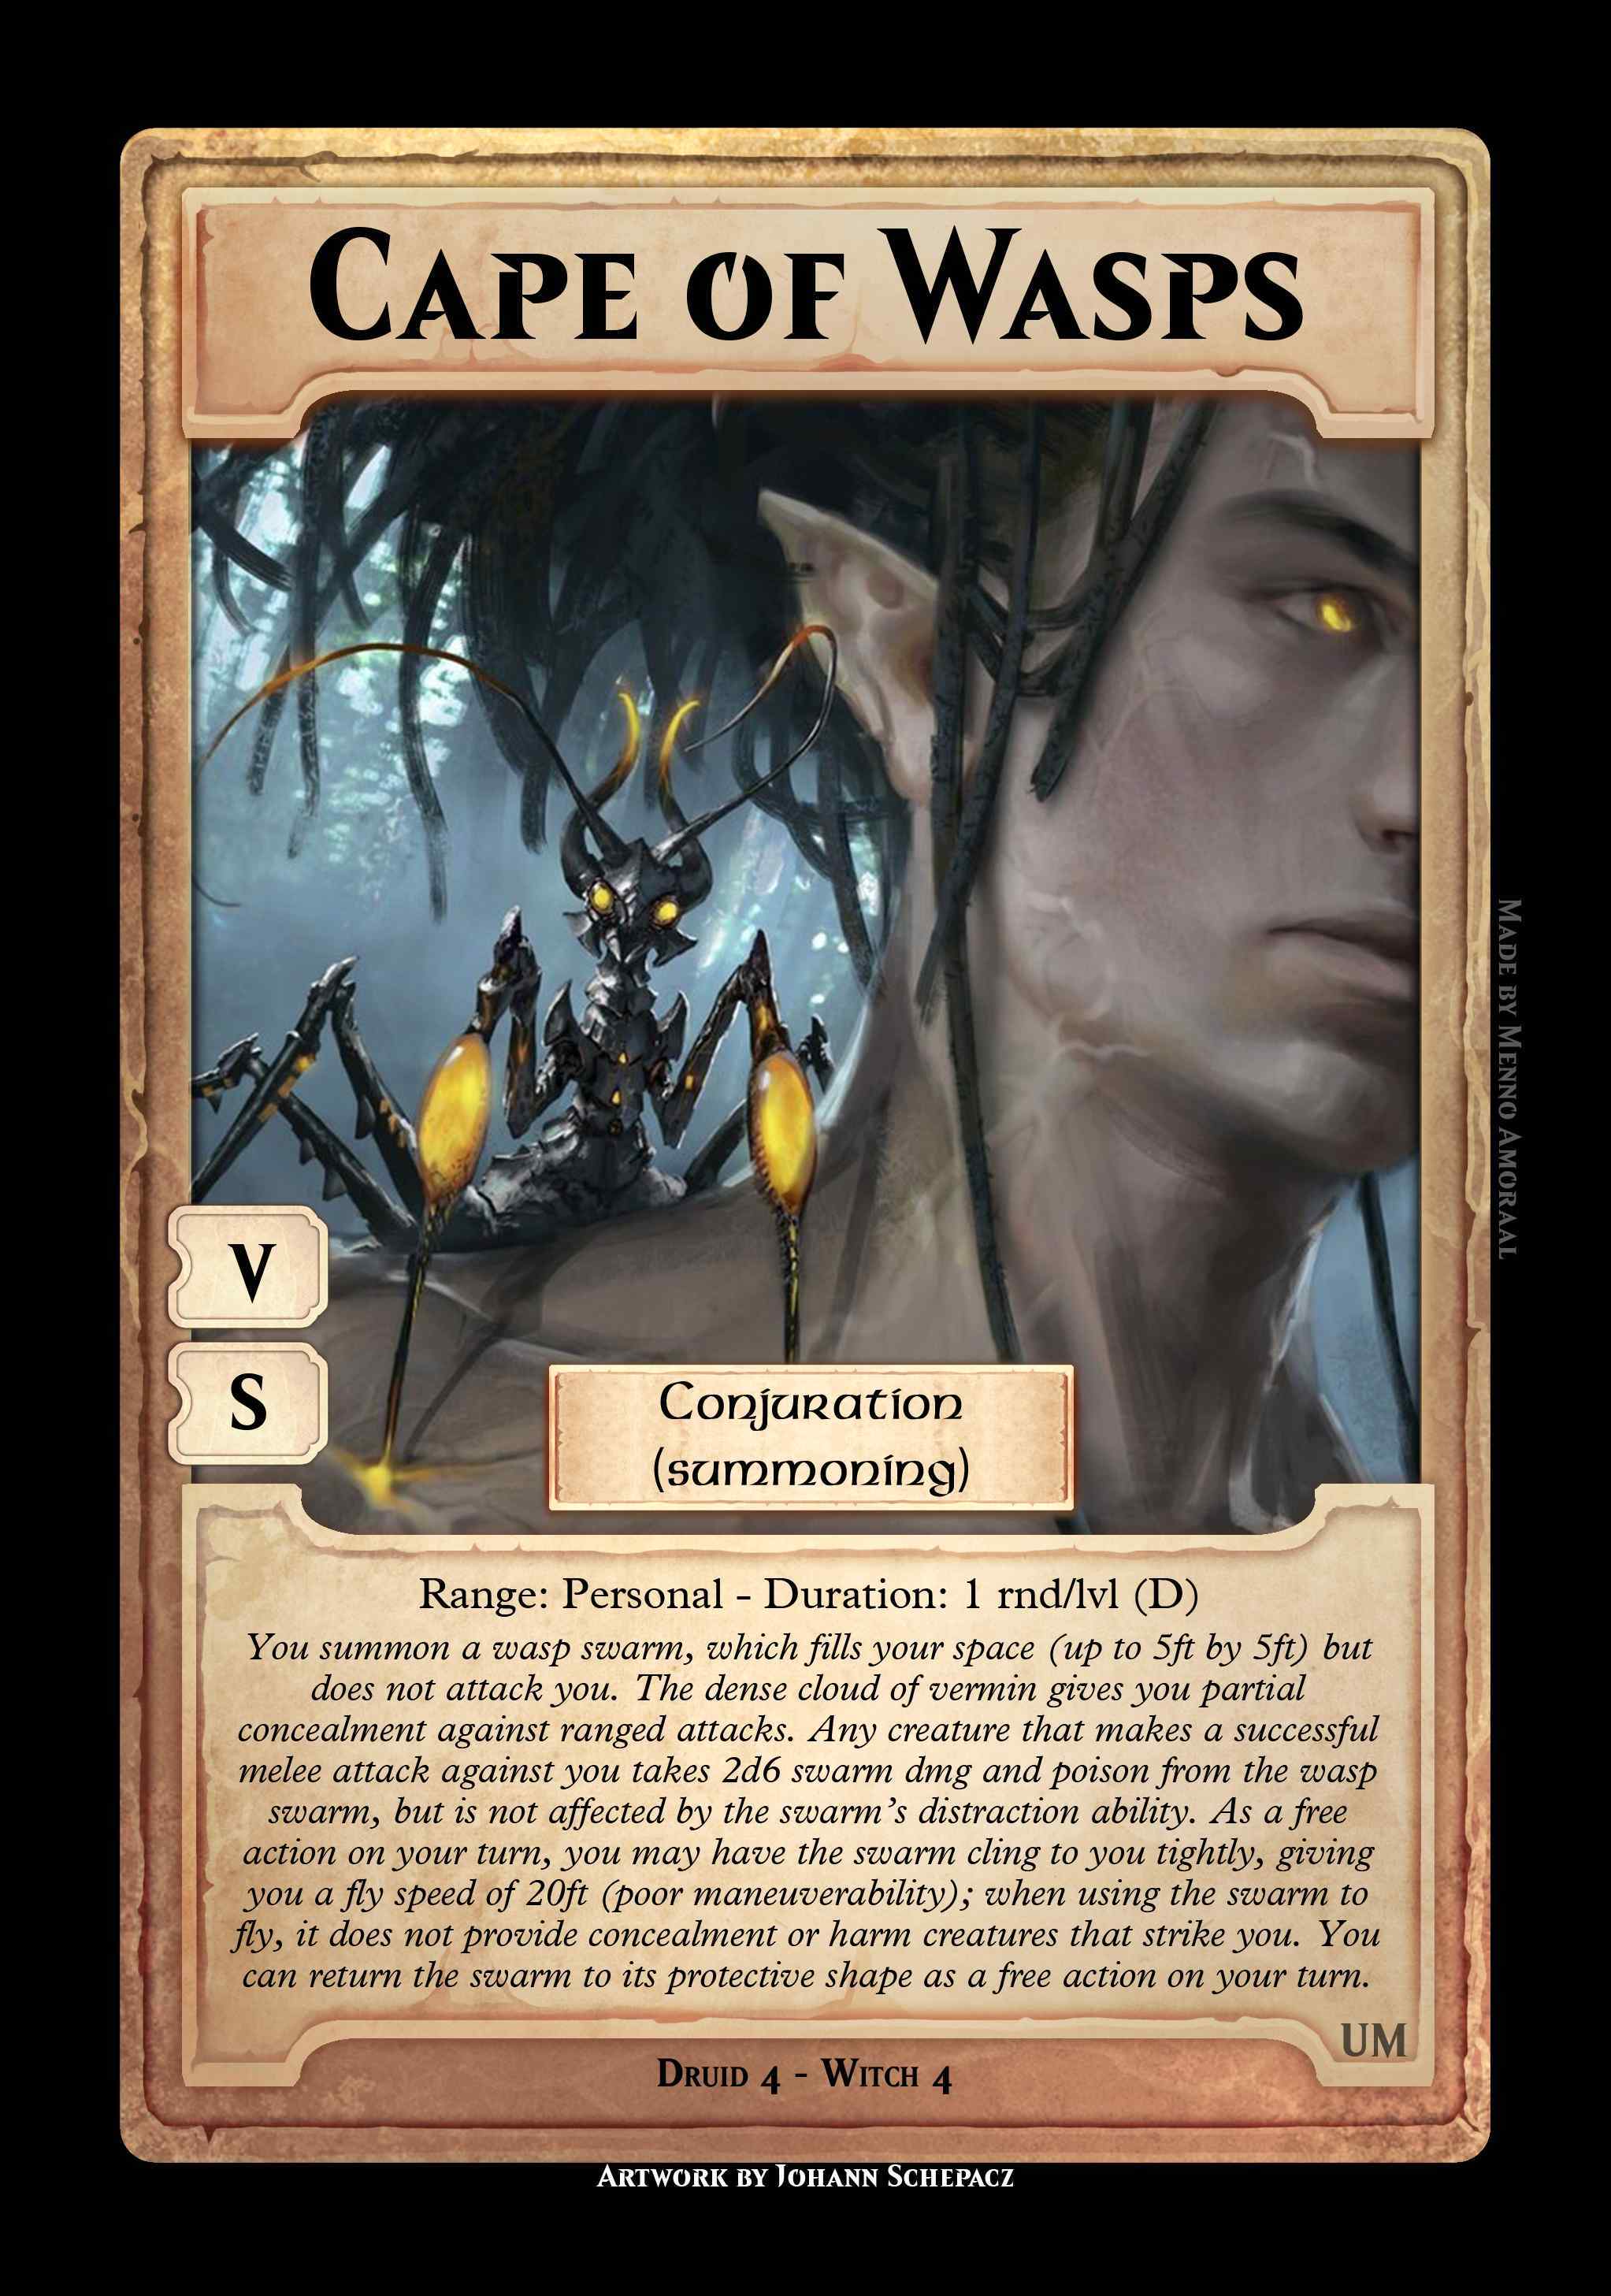 Cape of Wasps
V
S
Conjuration
(summoning)
Range: Personal - Duration: 1 rnd/lvl (D)
You summon a wasp swarm, which fills your space (up to 5ft by 5ft) but
does not attack you. The dense cloud of vermin gives you partial
concealment against ranged attacks. Any creature that makes a successful
melee attack against you takes 2d6 swarm dmg and poison from the wasp
swarm, but is not affected by the swarm's distraction ability. As a free
action on your turn, you may have the swarm cling to you tightly, giving
you a fly speed of 20ft (poor maneuverability); when using the swarm to
fly, it does not provide concealment or harm creatures that strike you. You
can return the swarm to its protective shape as a free action on your turn.
UM
Druid 4 - Witch 4
Artwork by Johann Schepacz
Made by Menno Amoraal